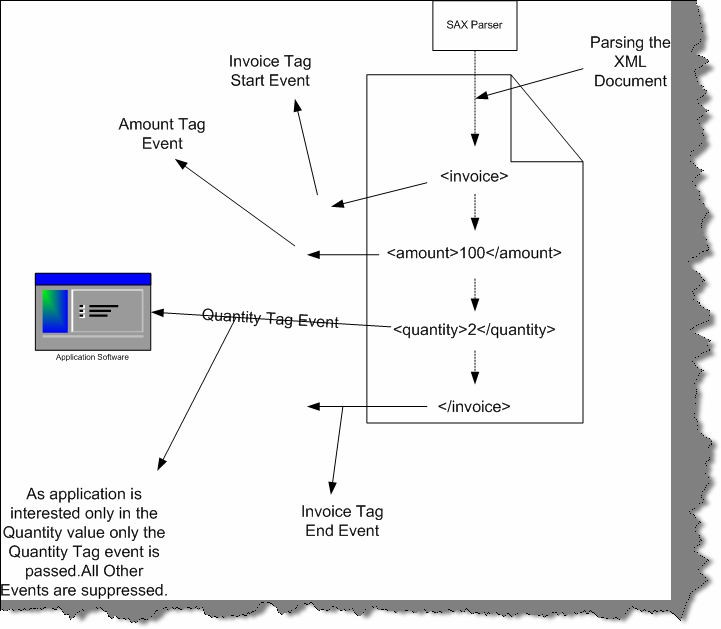 SAX Parser
Parsing the
XML
Document
Invoice Tag
Start Event
Amount Tag
Event
<invoice>
<amount>100</amount>
Quantity Tag Event
<quantity>2</quantity>
Application Software
</invoice>
As application is
interested only in the
Quantity value only the
Quantity Tag event is
passed.All Other
Events are suppressed.
Invoice Tag
End Event